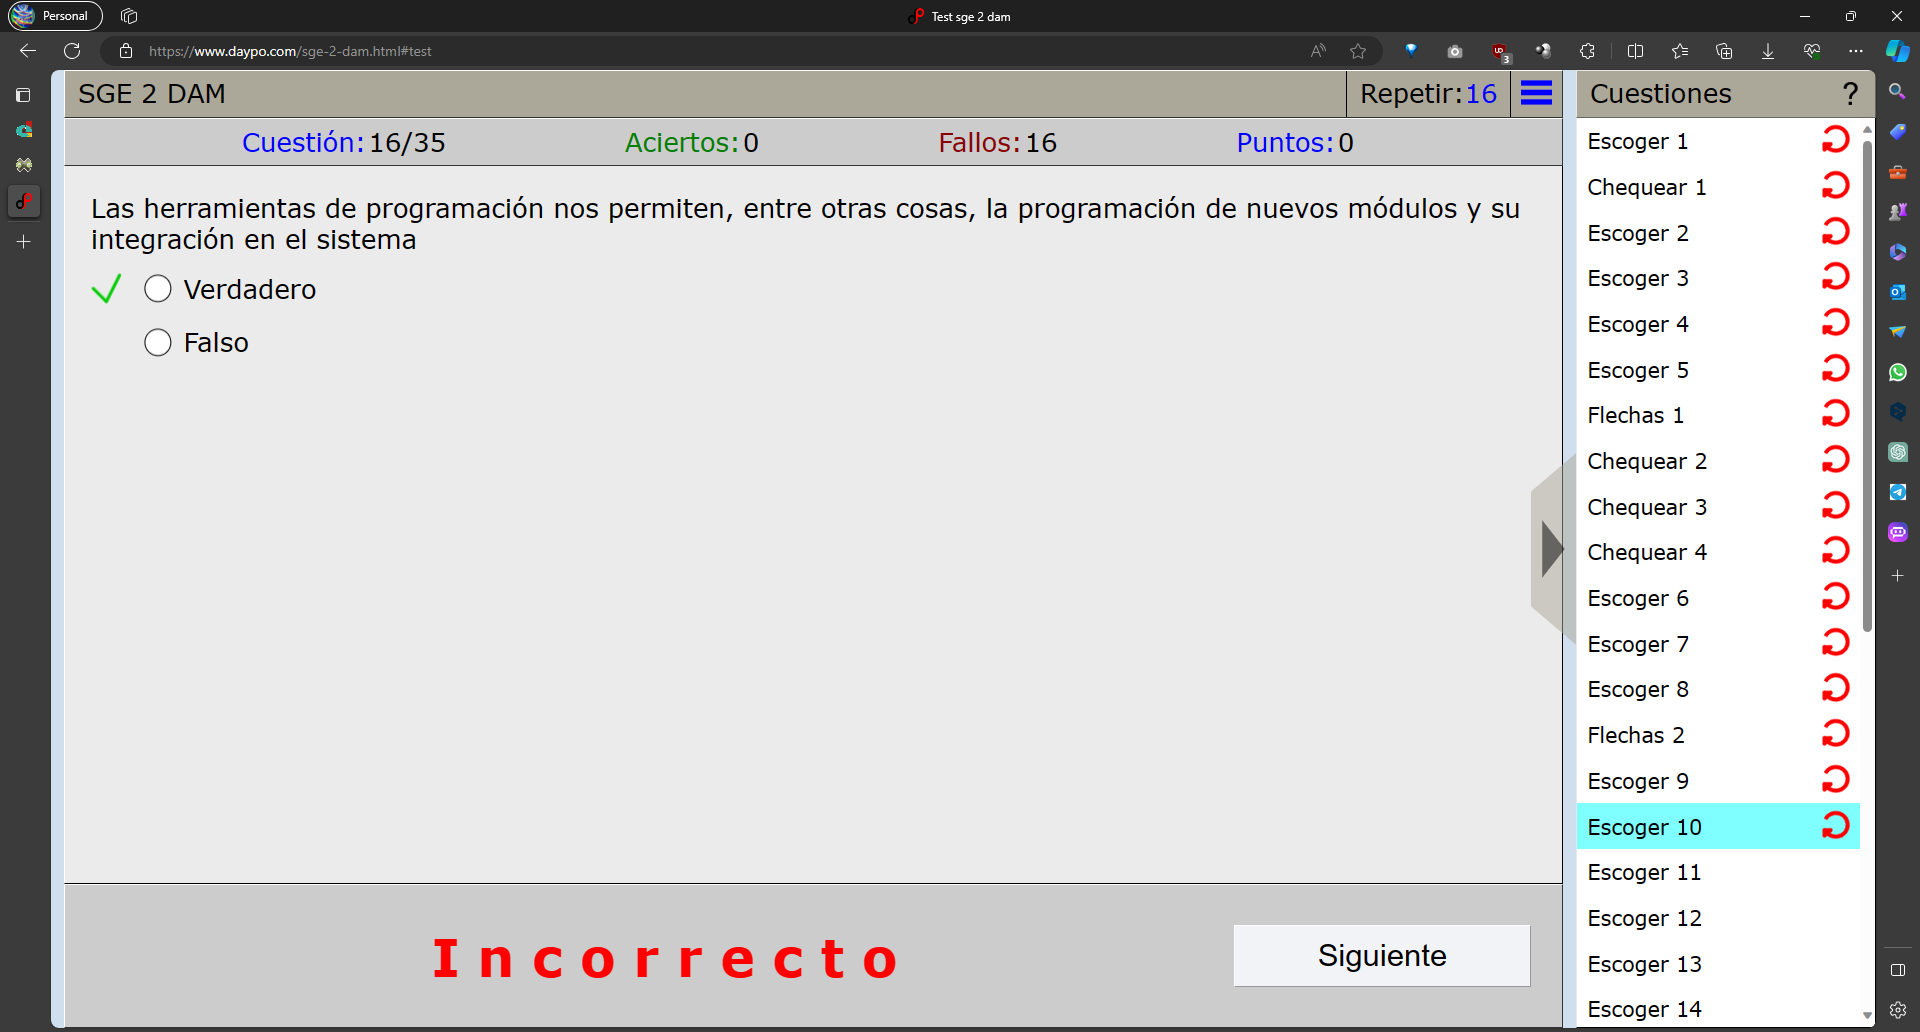 Personal
Test sge 2 dam
https://www.daypo.com/sge-2-dam.html#test
SGE 2 DAM
Repetir:16
Cuestión:16/35
Aciertos:0
Fallos:16
Puntos:0
Las herramientas de programación nos permiten, entre otras cosas, la programación de nuevos módulos y su
integración en el sistema
Verdadero
Falso
Incorrecto
Siguiente
Cuestiones
?
Escoger 1
Chequear 1
Escoger 2
Escoger 3
Escoger 4
Escoger 5
Flechas 1
Chequear 2
Chequear 3
Chequear 4
Escoger 6
Escoger 7
Escoger 8
Flechas 2
Escoger 9
Escoger 10
Escoger 11
Escoger 12
Escoger 13
Escoger 14
3